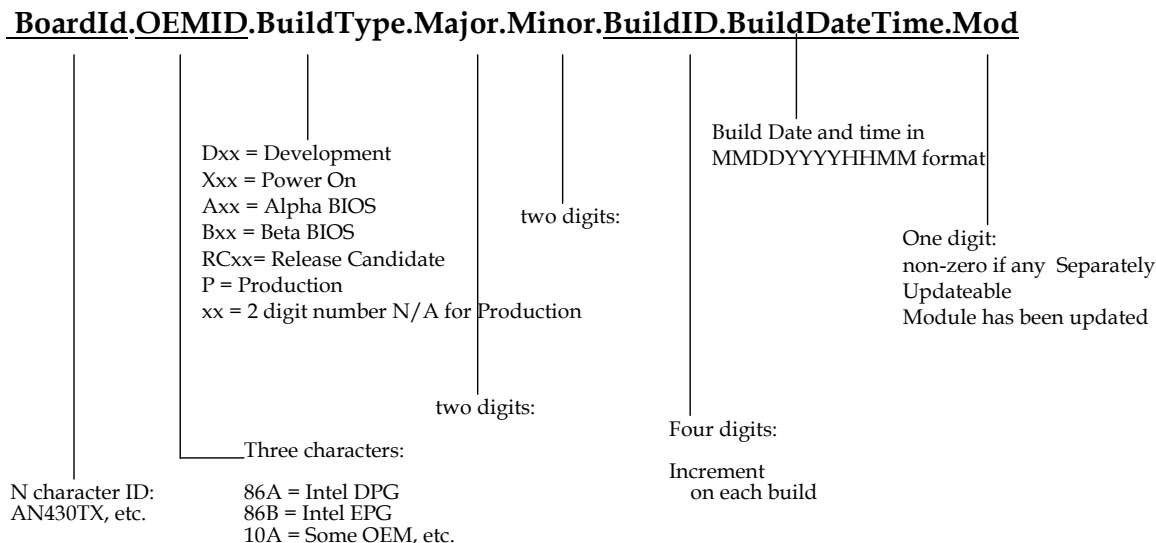 BoardId.OEMID.BuildType.Major.Minor.BuildID.BuildDateTime.Mod
Build Date and time in
MMDDYYYYHHMM format
Dxx = Development
Xxx = Power On
Axx = Alpha BIOS
Bxx = Beta BIOS
RCxx= Release Candidate
P = Production
xx = 2 digit number N/A for Production
two digits:
One digit:
non-zero if any Separately
Updateable
Module has been updated
two digits:
Four digits:
Increment
on each build
Three characters:
86A = Intel DPG
86B = Intel EPG
10A = Some OEM, etc.
N character ID:
AN430TX, etc.